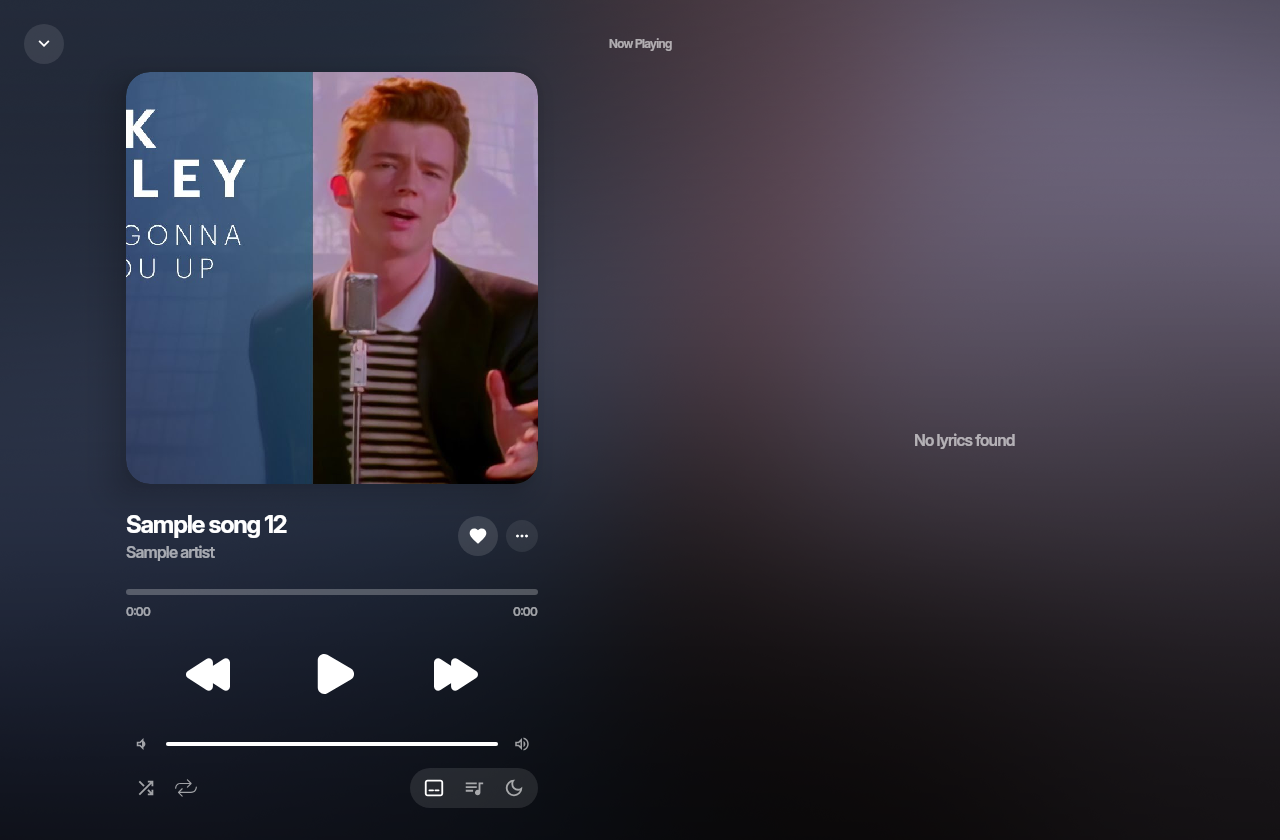 Now Playing
K
LEY
GONNA
OU UP
No lyrics found
Sample song 12
Sample artist
0:00
0:00